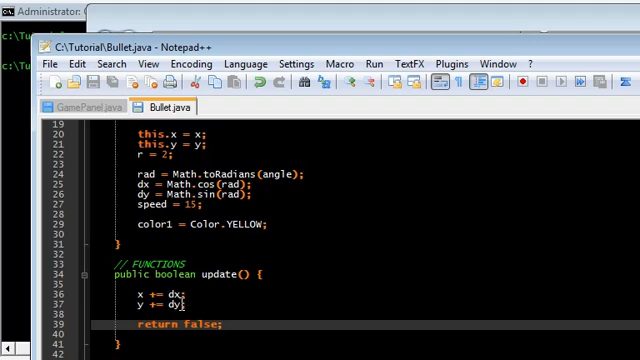 Administrator:
c:\Tu
C:\Tutorial\Bullet.java - Notepad++
File Edit Search View Encoding Language Settings Macro Run TextFX Plugins Window ?
c:\Tu
GamePanel.java Bullet.java
19
20 this.x = x;
21 this.y = y;
22 r = 2;
23
24 rad = Math.toRadians(angle);
25 dx = Math.cos(rad);
26 dy = Math.sin(rad);
27 speed = 15;
28
29 color1 = Color.YELLOW;
30
31 }
32
33 // FUNCTIONS
34 public boolean update() {
35
36 x += dx;
37 y += dy;
38
39 return false;
40
41 }
42